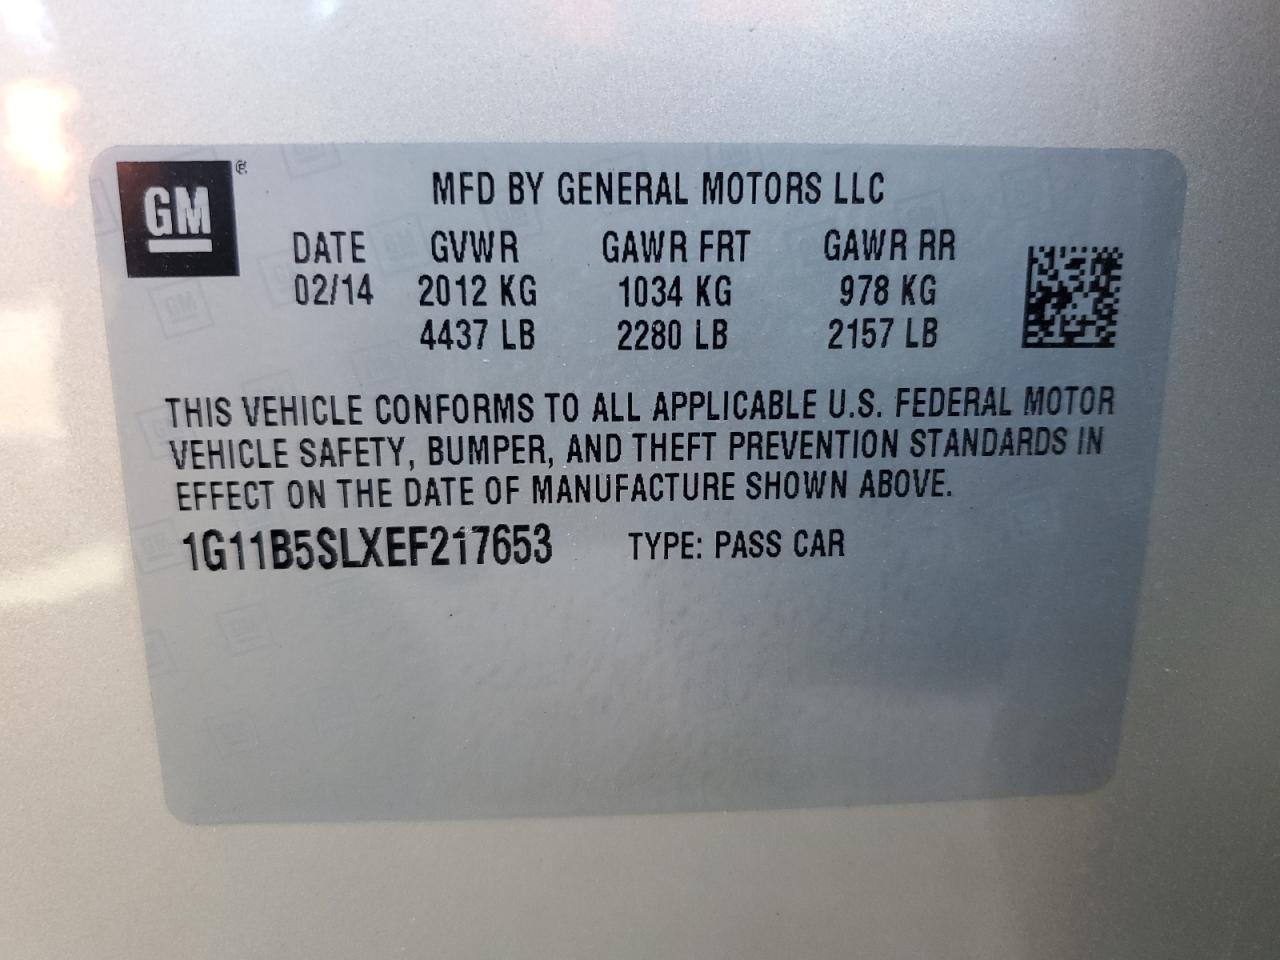 GM
MFD BY GENERAL MOTORS LLC
DATE GVWR GAWR FRT GAWR RR
02/14 2012 KG 1034 KG 978 KG
4437 LB 2280 LB 2157 LB
THIS VEHICLE CONFORMS TO ALL APPLICABLE U.S. FEDERAL MOTOR
VEHICLE SAFETY, BUMPER, AND THEFT PREVENTION STANDARDS IN
EFFECT ON THE DATE OF MANUFACTURE SHOWN ABOVE.
1G11B5SLXEF217653 TYPE: PASS CAR